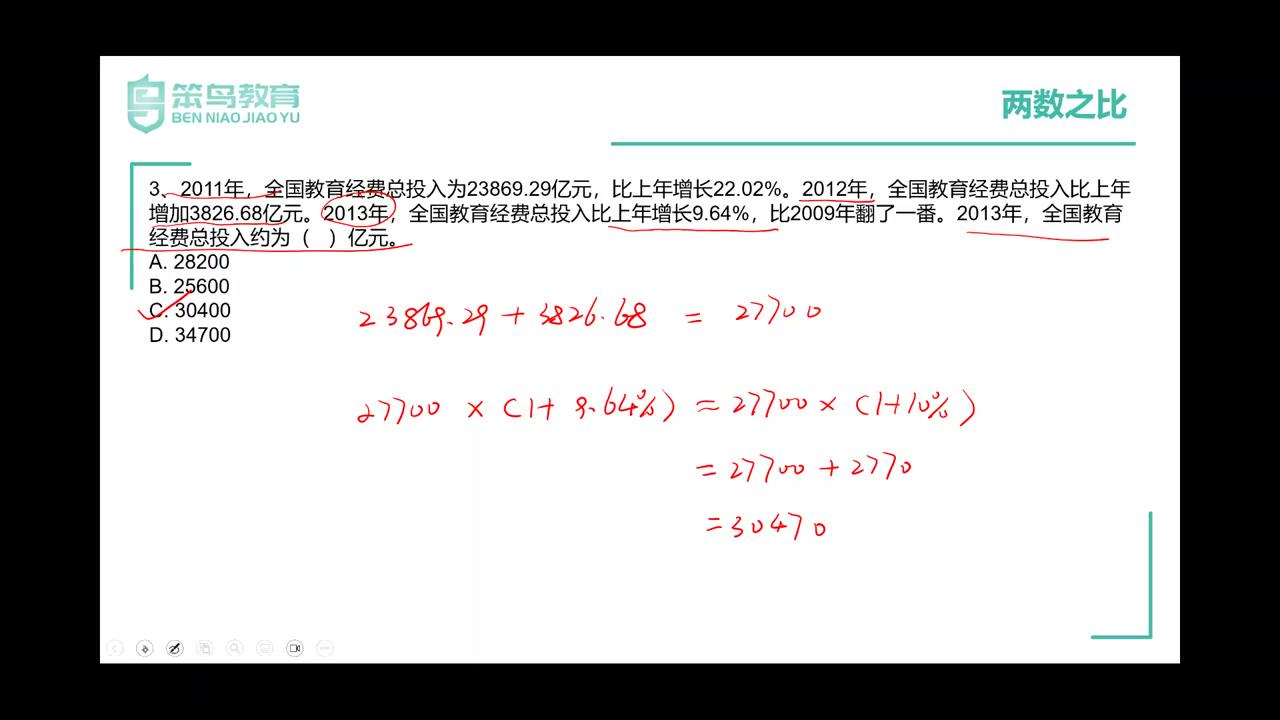 笨鸟教育
BEN NIAO JIAO YU
两数之比
3、2011年，全国教育经费总投入为23869.29亿元，比上年增长22.02%。2012年，全国教育经费总投入比上年
增加3826.68亿元。2013年，全国教育经费总投入比上年增长9.64%，比2009年翻了一番。2013年，全国教育
经费总投入约为（ ）亿元。
A. 28200
B. 25600
C. 30400
D. 34700
23869.29 + 3826.68 = 27700
27700 × (1+ 9.64%) ≈ 27700 × (1+10%)
= 27700 + 2770
= 30470